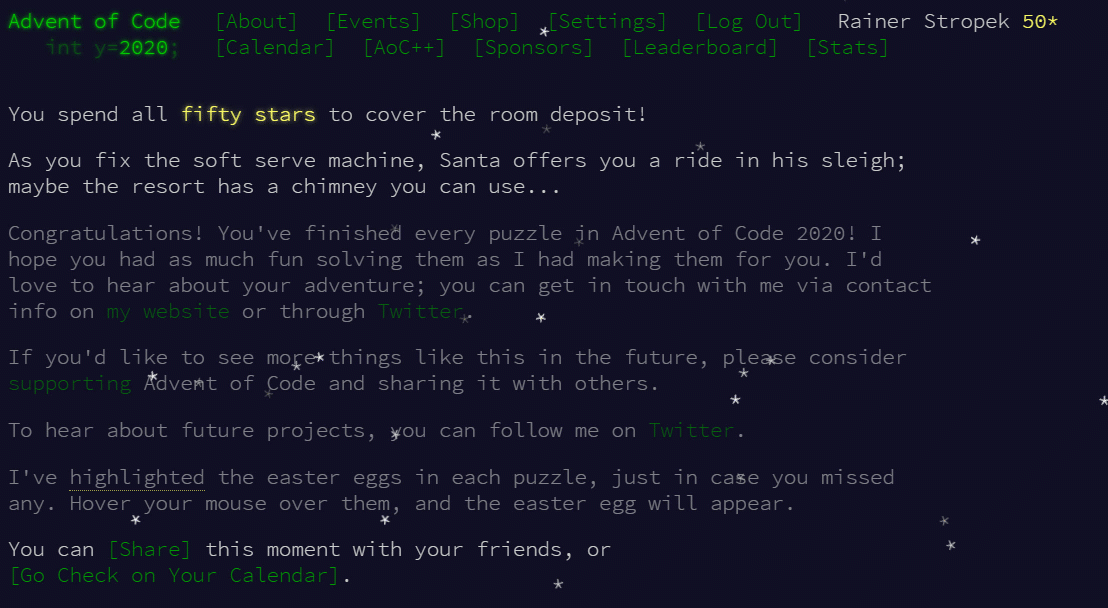 Advent of Code [About] [Events] [Shop] [Settings] [Log Out] Rainer Stropek 50*
int y=2020; [Calendar] [AoC++] [Sponsors] [Leaderboard] [Stats]
You spend all fifty stars to cover the room deposit!
As you fix the soft serve machine, Santa offers you a ride in his sleigh;
maybe the resort has a chimney you can use...
Congratulations! You've finished every puzzle in Advent of Code 2020! I
hope you had as much fun solving them as I had making them for you. I'd
love to hear about your adventure; you can get in touch with me via contact
info on my website or through Twitter.
If you'd like to see more things like this in the future, please consider
supporting Advent of Code and sharing it with others.
To hear about future projects, you can follow me on Twitter.
I've highlighted the easter eggs in each puzzle, just in case you missed
any. Hover your mouse over them, and the easter egg will appear.
You can [Share] this moment with your friends, or
[Go Check on Your Calendar].